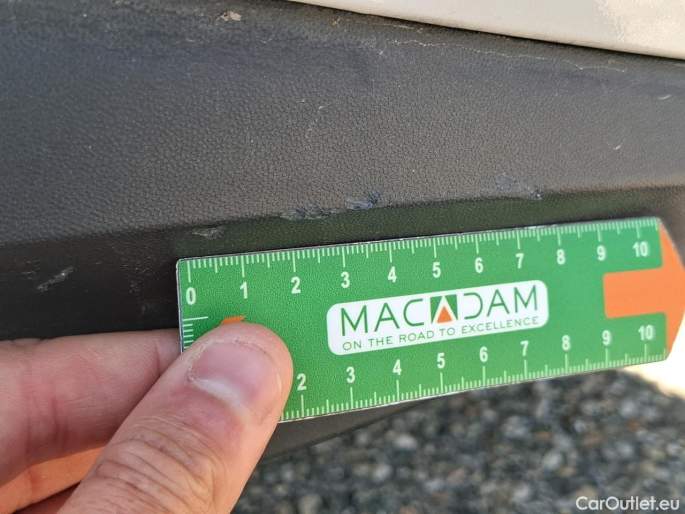 0 1 2 3 4 5 6 7 8 9 10
MACADAM
ON THE ROAD TO EXCELLENCE
2 3 4 5 6 7 8 9 10
CarOutlet.eu